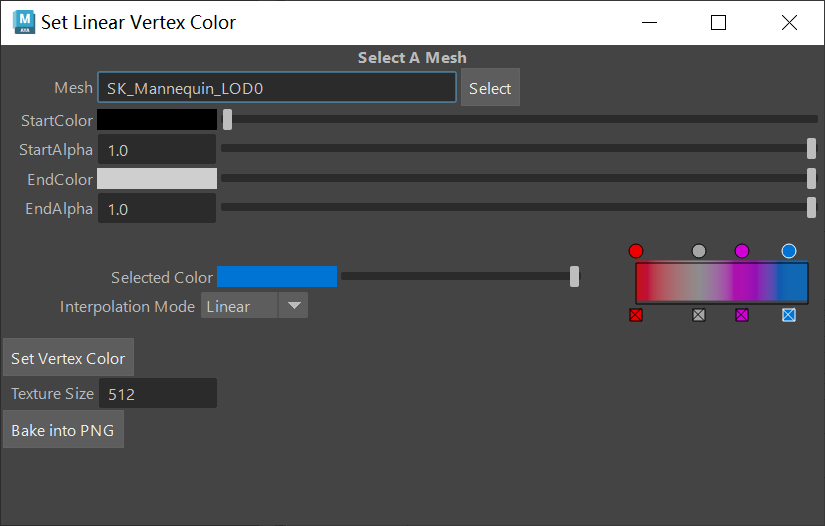 M
AYA
Set Linear Vertex Color
Select A Mesh
Mesh SK_Mannequin_LOD0 Select
StartColor
StartAlpha 1.0
EndColor
EndAlpha 1.0
Selected Color
Interpolation Mode Linear
Set Vertex Color
Texture Size 512
Bake into PNG